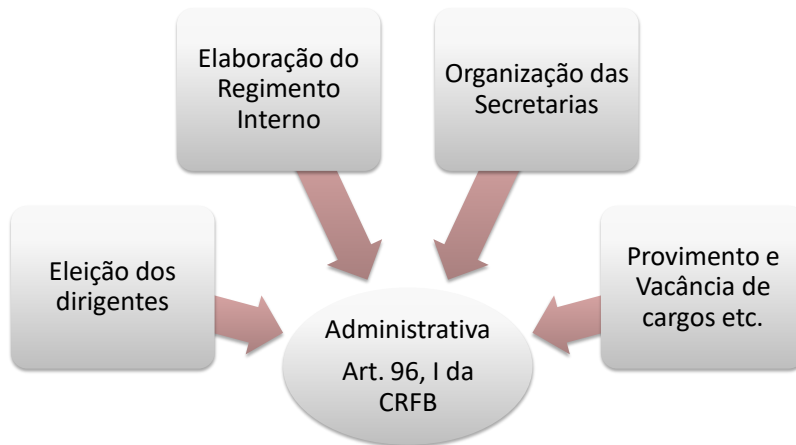 Elaboração do
Regimento
Interno
Organização das
Secretarias
Eleição dos
dirigentes
Provimento e
Vacância de
cargos etc.
Administrativa
Art. 96, I da
CRFB